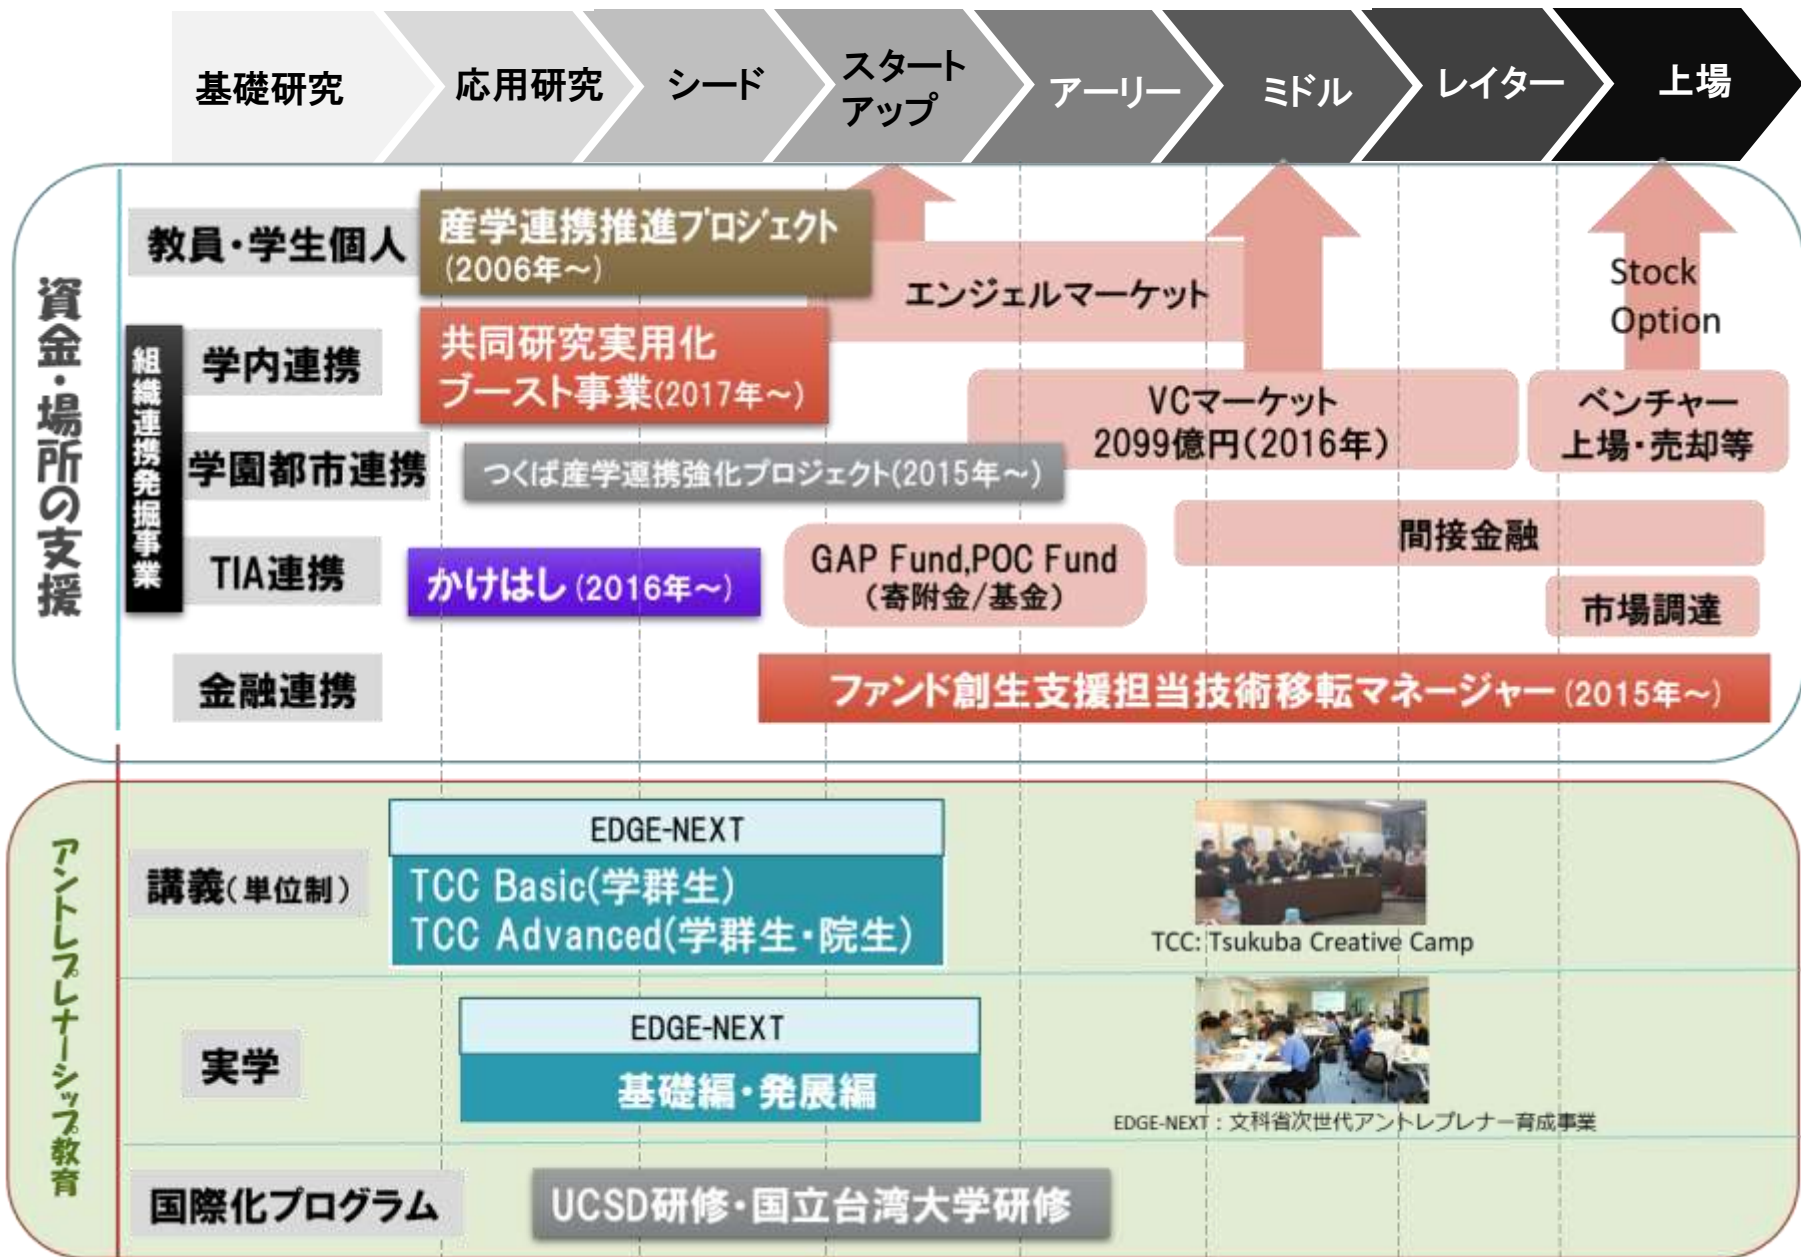 基礎研究
応用研究
シード
スタート
アップ
アーリー
ミドル
レイター
上場
資金・場所の支援
教員・学生個人
産学連携推進プロジェクト
(2006年～)
エンジェルマーケット
Stock
Option
組織連携発掘事業
学内連携
共同研究実用化
ブースト事業(2017年～)
VCマーケット
2099億円(2016年)
ベンチャー
上場・売却等
学園都市連携
つくば産学連携強化プロジェクト(2015年～)
間接金融
TIA連携
かけはし(2016年～)
GAP Fund,POC Fund
(寄附金/基金)
市場調達
金融連携
ファンド創生支援担当技術移転マネージャー(2015年～)
アントレプレナーシップ教育
講義(単位制)
EDGE-NEXT
TCC Basic(学群生)
TCC Advanced(学群生・院生)
TCC: Tsukuba Creative Camp
実学
EDGE-NEXT
基礎編・発展編
EDGE-NEXT：文科省次世代アントレプレナー育成事業
国際化プログラム
UCSD研修・国立台湾大学研修